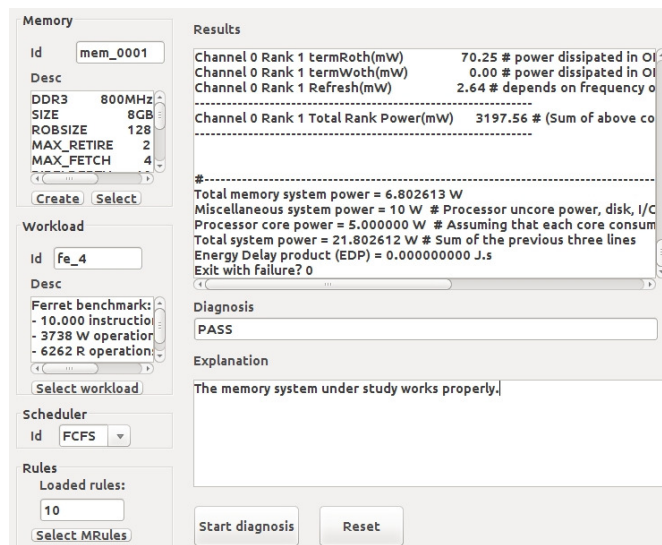 Memory
Id mem_0001
Desc
DDR3 800MHz
SIZE 8GB
ROBSIZE 128
MAX_RETIRE 2
MAX_FETCH 4
Create Select
Workload
Id fe_4
Desc
Ferret benchmark:
- 10.000 instruction
- 3738 W operation
- 6262 R operation
Select workload
Scheduler
Id FCFS
Rules
Loaded rules:
10
Select MRules
Results
Channel 0 Rank 1 termRoth(mW) 70.25 # power dissipated in O
Channel 0 Rank 1 termWoth(mW) 0.00 # power dissipated in O
Channel 0 Rank 1 Refresh(mW) 2.64 # depends on frequency o
----------------------------------------------------------------
Channel 0 Rank 1 Total Rank Power(mW) 3197.56 # (Sum of above co
----------------------------------------------------------------
#----------------------------------------------------------------
Total memory system power = 6.802613 W
Miscellaneous system power = 10 W # Processor uncore power, disk, I/O
Processor core power = 5.000000 W # Assuming that each core consum
Total system power = 21.802612 W # Sum of the previous three lines
Energy Delay product (EDP) = 0.000000000 J.s
Exit with failure? 0
Diagnosis
PASS
Explanation
The memory system under study works properly.
Start diagnosis Reset